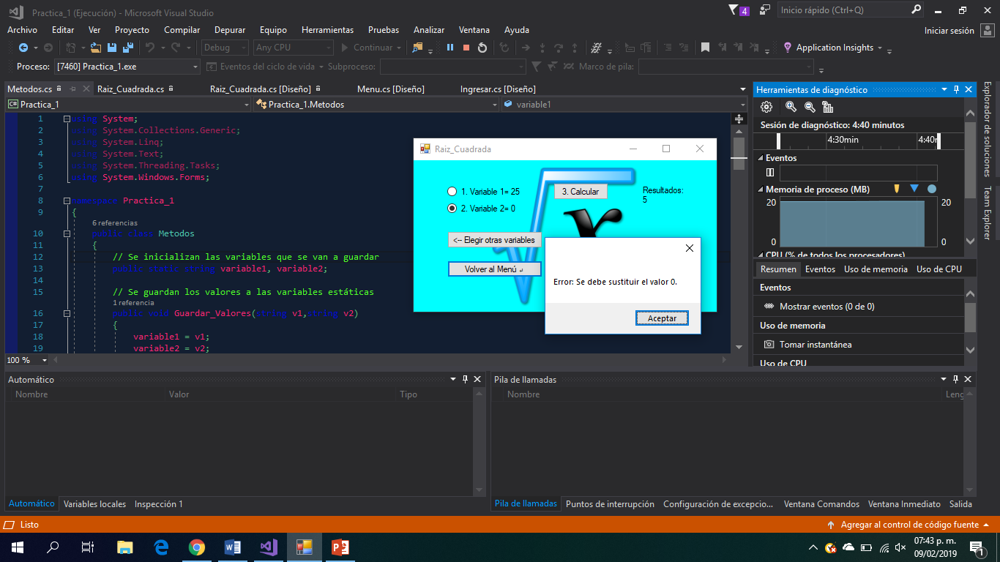 Practica_1 (Ejecución) - Microsoft Visual Studio
4
Inicio rápido (Ctrl+Q)
Archivo Editar Ver Proyecto Compilar Depurar Equipo Herramientas Pruebas Analizar Ventana Ayuda
Iniciar sesión
Debug Any CPU Continuar Application Insights
Proceso: [7460] Practica_1.exe Eventos del ciclo de vida Subproceso: Marco de pila:
Metodos.cs Raiz_Cuadrada.cs Raiz_Cuadrada.cs [Diseño] Menu.cs [Diseño] Ingresar.cs [Diseño]
C# Practica_1 Practica_1.Metodos variable1
1 using System;
2 using System.Collections.Generic;
3 using System.Linq;
4 using System.Text;
5 using System.Threading.Tasks;
6 using System.Windows.Forms;
7
8 namespace Practica_1
9 {
6 referencias
10 public class Metodos
11 {
12 // Se inicializan las variables que se van a guardar
13 public static string variable1, variable2;
14
15 // Se guardan los valores a las variables estáticas
1 referencia
16 public void Guardar_Valores(string v1,string v2)
17 {
18 variable1 = v1;
19 variable2 = v2;
100 %
Raiz_Cuadrada
1. Variable 1= 25
2. Variable 2= 0
3. Calcular
Resultados:
5
r
<-- Elegir otras variables
Volver al Menú ↲
Error: Se debe sustituir el valor 0.
Aceptar
Herramientas de diagnóstico
Sesión de diagnóstico: 4:40 minutos
4:30min 4:40r
Eventos
Memoria de proceso (MB)
20 20
0 0
CPU (% de todos los procesadores)
Resumen Eventos Uso de memoria Uso de CPU
Eventos
Mostrar eventos (0 de 0)
Uso de memoria
Tomar instantánea
Uso de CPU
Explorador de soluciones
Team Explorer
Automático
Nombre Valor Tipo
Pila de llamadas
Nombre Leng
Automático Variables locales Inspección 1
Pila de llamadas Puntos de interrupción Configuración de excepcio... Ventana Comandos Ventana Inmediato Salida
Listo
Agregar al control de código fuente
07:43 p. m.
09/02/2019
1